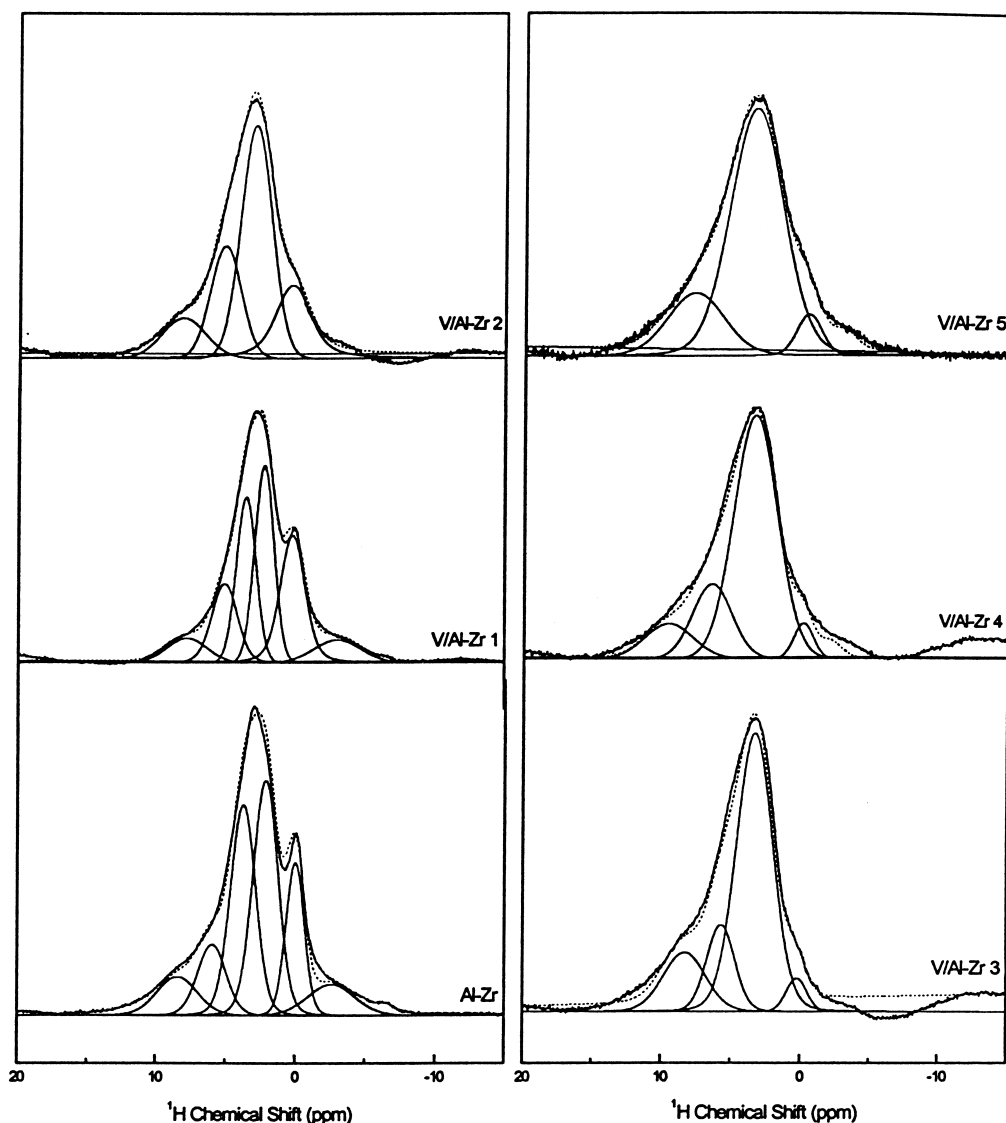 V/Al-Zr 2
V/Al-Zr 1
Al-Zr
20 10 0 -10
¹H Chemical Shift (ppm)
V/Al-Zr 5
V/Al-Zr 4
V/Al-Zr 3
20 10 0 -10
¹H Chemical Shift (ppm)